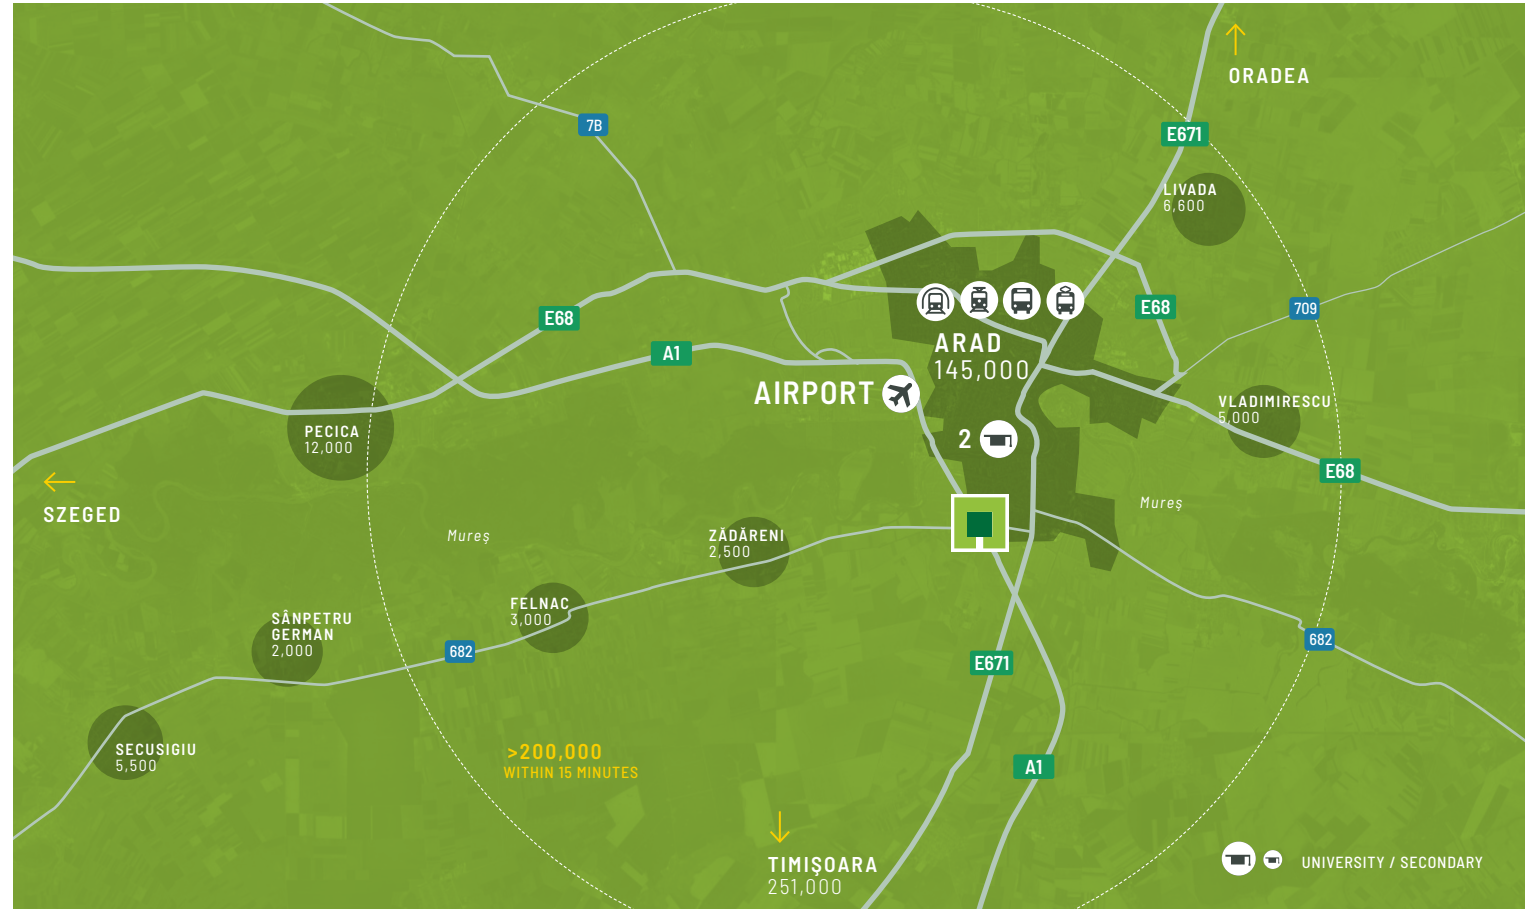 ORADEA
7B
E671
LIVADA
6,600
E68
E68
709
A1
ARAD
145,000
AIRPORT
VLADIMIRESCU
5,000
PECICA
12,000
2
E68
SZEGED
Mureş
Mureş
ZĂDĂRENI
2,500
FELNAC
3,000
SÂNPETRU
GERMAN
2,000
682
682
E671
SECUSIGIU
5,500
>200,000
WITHIN 15 MINUTES
A1
TIMIŞOARA
251,000
UNIVERSITY / SECONDARY